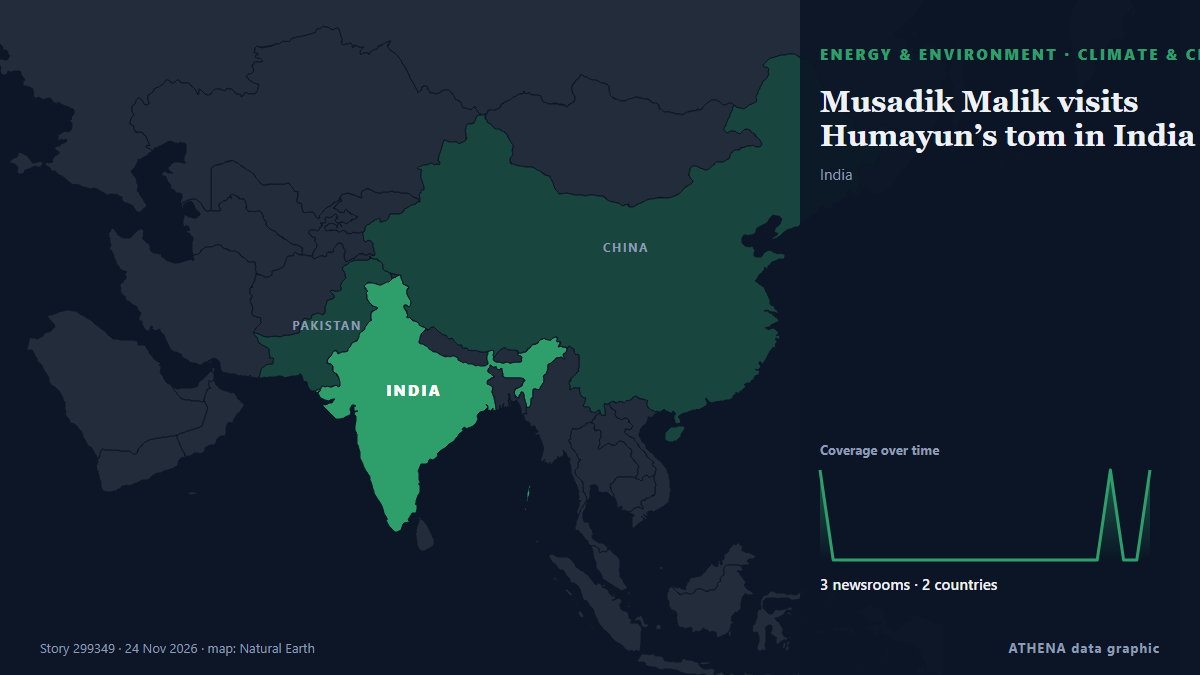 ENERGY & ENVIRONMENT · CLIMATE &
Musadik Malik visits
Humayun’s tom in India
India
CHINA
PAKISTAN
INDIA
Coverage over time
3 newsrooms · 2 countries
Story 299349 · 24 Nov 2026 · map: Natural Earth
ATHENA data graphic